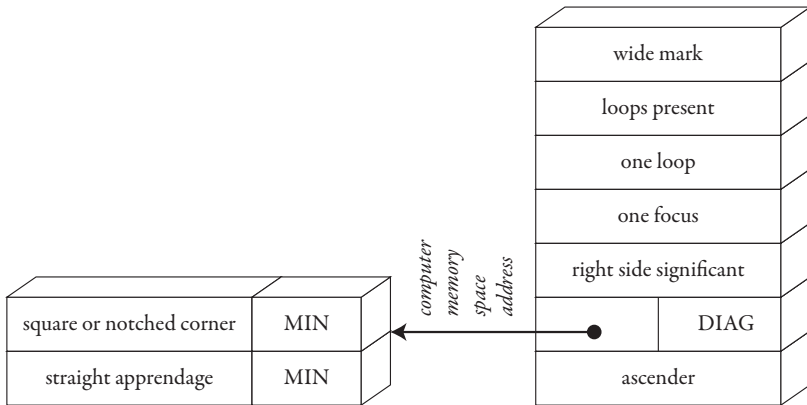 wide mark
loops present
one loop
one focus
right side significant
DIAG
ascender
computer
memory
space
address
square or notched corner MIN
straight apprendage MIN